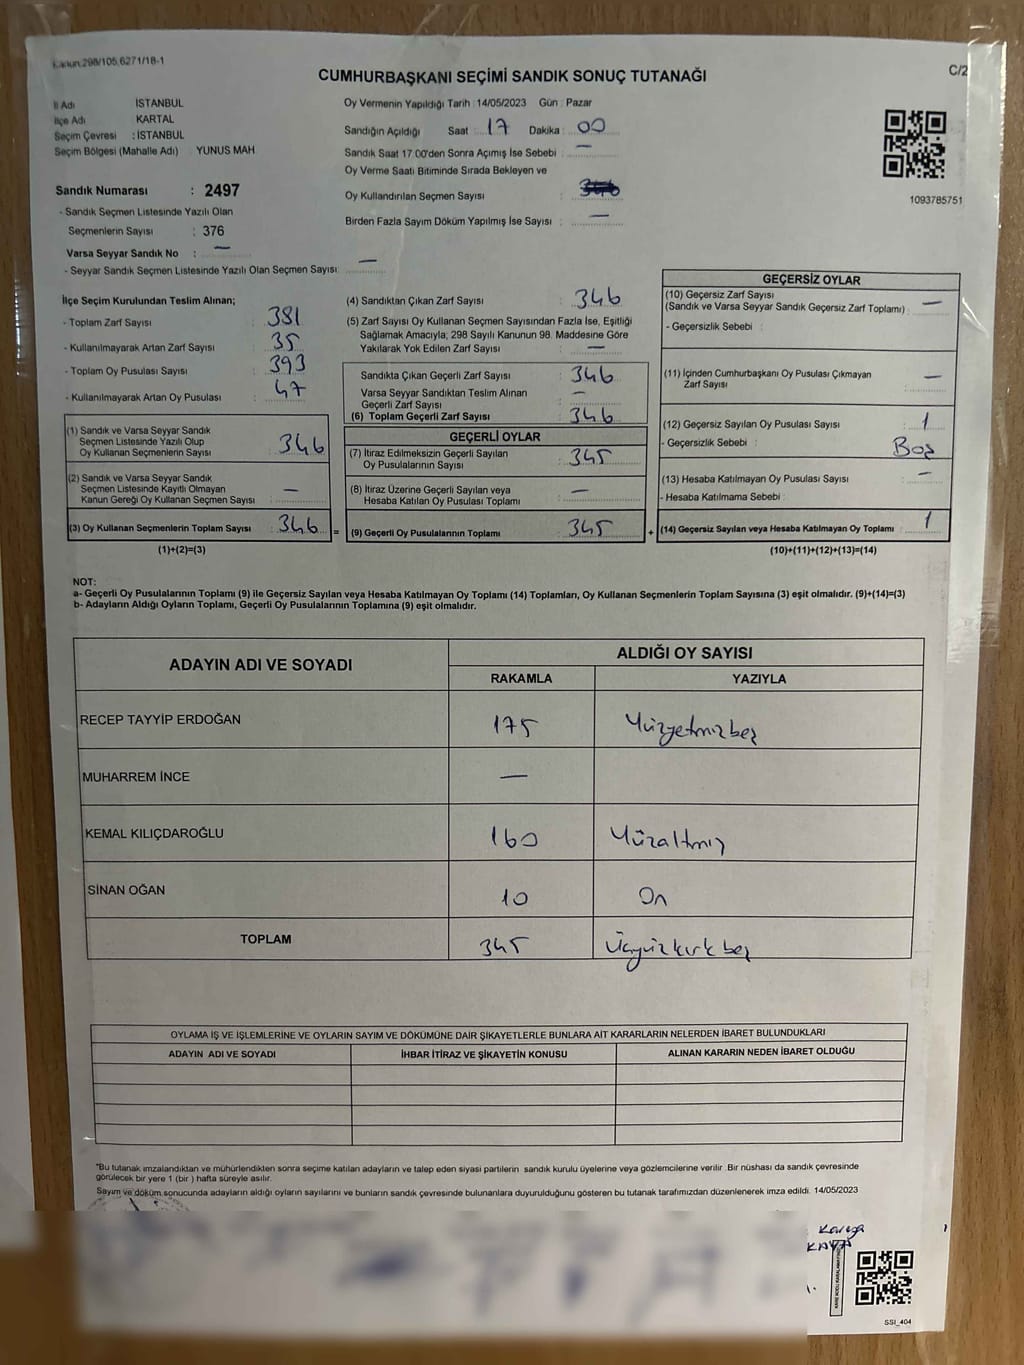 Kanun:298/105,6271/18-1
CUMHURBAŞKANI SEÇİMİ SANDIK SONUÇ TUTANAĞI
C/2
İl Adı İSTANBUL
İlçe Adı KARTAL
Seçim Çevresi : İSTANBUL
Seçim Bölgesi (Mahalle Adı) YUNUS MAH
Sandık Numarası : 2497
- Sandık Seçmen Listesinde Yazılı Olan
Seçmenlerin Sayısı : 376
Varsa Seyyar Sandık No : —
- Seyyar Sandık Seçmen Listesinde Yazılı Olan Seçmen Sayısı: —
Oy Vermenin Yapıldığı Tarih : 14/05/2023 Gün : Pazar
Sandığın Açıldığı Saat : 17 Dakika : 00
Sandık Saat 17.00'den Sonra Açımış İse Sebebi : —
Oy Verme Saati Bitiminde Sırada Bekleyen ve
Oy Kullandırılan Seçmen Sayısı :
Birden Fazla Sayım Döküm Yapılmış İse Sayısı : —
1093785751
İlçe Seçim Kurulundan Teslim Alınan;
- Toplam Zarf Sayısı : 381
- Kullanılmayarak Artan Zarf Sayısı : 35
- Toplam Oy Pusulası Sayısı : 393
- Kullanılmayarak Artan Oy Pusulası : 47
(1) Sandık ve Varsa Seyyar Sandık
Seçmen Listesinde Yazılı Olup
Oy Kullanan Seçmenlerin Sayısı : 346
(2) Sandık ve Varsa Seyyar Sandık
Seçmen Listesinde Kayıtlı Olmayan
Kanun Gereği Oy Kullanan Seçmen Sayısı : —
(3) Oy Kullanan Seçmenlerin Toplam Sayısı : 346 =
(1)+(2)=(3)
(4) Sandıktan Çıkan Zarf Sayısı : 346
(5) Zarf Sayısı Oy Kullanan Seçmen Sayısından Fazla İse, Eşitliği
Sağlamak Amacıyla, 298 Sayılı Kanunun 98. Maddesine Göre
Yakılarak Yok Edilen Zarf Sayısı : —
Sandıkta Çıkan Geçerli Zarf Sayısı : 346
Varsa Seyyar Sandıktan Teslim Alınan
Geçerli Zarf Sayısı : —
(6) Toplam Geçerli Zarf Sayısı : 346
GEÇERLİ OYLAR
(7) İtiraz Edilmeksizin Geçerli Sayılan
Oy Pusulalarının Sayısı : 345
(8) İtiraz Üzerine Geçerli Sayılan veya
Hesaba Katılan Oy Pusulası Toplamı : —
(9) Geçerli Oy Pusulalarının Toplamı : 345 +
GEÇERSİZ OYLAR
(10) Geçersiz Zarf Sayısı
(Sandık ve Varsa Seyyar Sandık Geçersiz Zarf Toplamı) : —
- Geçersizlik Sebebi :
(11) İçinden Cumhurbaşkanı Oy Pusulası Çıkmayan
Zarf Sayısı : —
(12) Geçersiz Sayılan Oy Pusulası Sayısı : 1
- Geçersizlik Sebebi : Boş
(13) Hesaba Katılmayan Oy Pusulası Sayısı : —
- Hesaba Katılmama Sebebi :
(14) Geçersiz Sayılan veya Hesaba Katılmayan Oy Toplamı : 1
(10)+(11)+(12)+(13)=(14)
NOT:
a- Geçerli Oy Pusulalarının Toplamı (9) ile Geçersiz Sayılan veya Hesaba Katılmayan Oy Toplamı (14) Toplamları, Oy Kullanan Seçmenlerin Toplam Sayısına (3) eşit olmalıdır. (9)+(14)=(3)
b- Adayların Aldığı Oyların Toplamı, Geçerli Oy Pusulalarının Toplamına (9) eşit olmalıdır.
ADAYIN ADI VE SOYADI ALDIĞI OY SAYISI
RAKAMLA YAZIYLA
RECEP TAYYİP ERDOĞAN 175 Yüzyetmişbeş
MUHARREM İNCE —
KEMAL KILIÇDAROĞLU 160 Yüzaltmış
SİNAN OĞAN 10 On
TOPLAM 345 Üçyüzkırkbeş
OYLAMA İŞ VE İŞLEMLERİNE VE OYLARIN SAYIM VE DÖKÜMÜNE DAİR ŞİKAYETLERLE BUNLARA AİT KARARLARIN NELERDEN İBARET BULUNDUKLARI
ADAYIN ADI VE SOYADI İHBAR İTİRAZ VE ŞİKAYETİN KONUSU ALINAN KARARIN NEDEN İBARET OLDUĞU
"Bu tutanak imzalandıktan ve mühürlendikten sonra seçime katılan adayların ve talep eden siyasi partilerin sandık kurulu üyelerine veya gözlemcilerine verilir. Bir nüshası da sandık çevresinde
görülecek bir yere 1 (bir ) hafta süreyle asılır.
Sayım ve döküm sonucunda adayların aldığı oyların sayılarını ve bunların sandık çevresinde bulunanlara duyurulduğunu gösteren bu tutanak tarafımızdan düzenlenerek imza edildi. 14/05/2023
KAYA
SSI_404